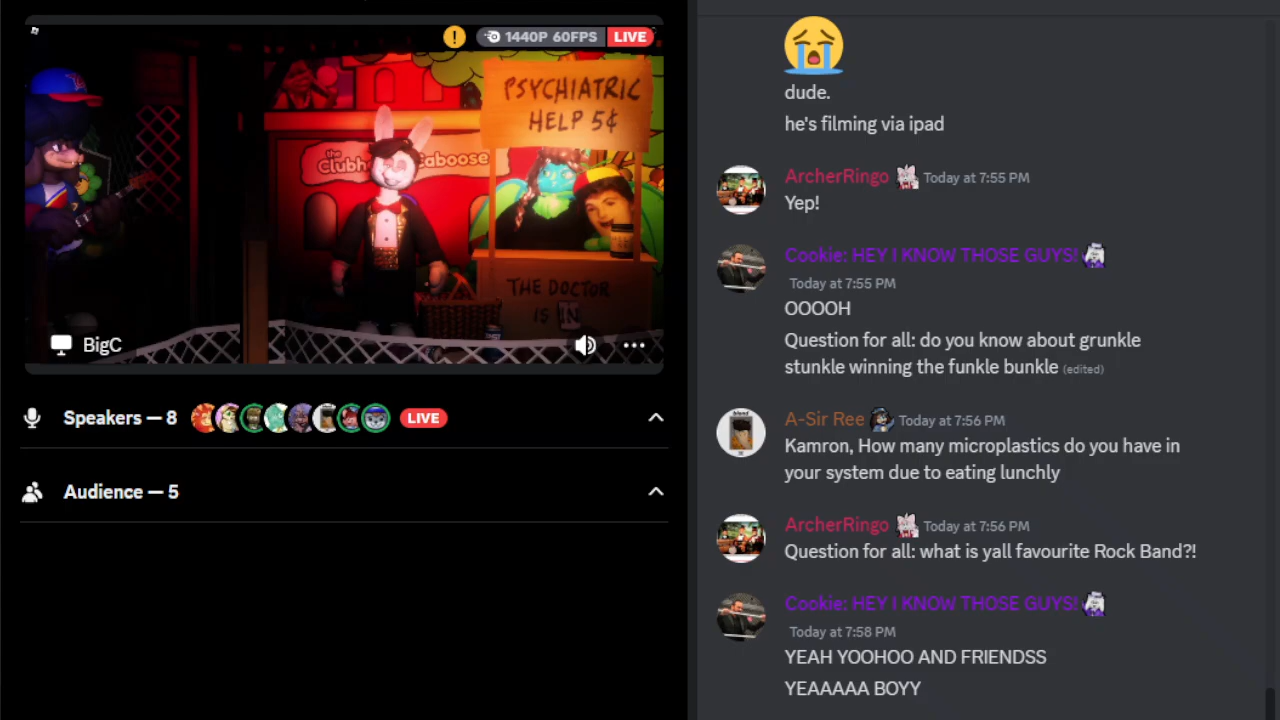 ! 1440P 60FPS LIVE
PSYCHIATRIC
HELP 5¢
the
Clubh aboose
THE DOCTOR
IS IN
BigC
Speakers — 8 LIVE
Audience — 5
dude.
he's filming via ipad
ArcherRingo Today at 7:55 PM
Yep!
Cookie: HEY I KNOW THOSE GUYS!
Today at 7:55 PM
OOOOH
Question for all: do you know about grunkle
stunkle winning the funkle bunkle (edited)
A-Sir Ree Today at 7:56 PM
Kamron, How many microplastics do you have in
your system due to eating lunchly
ArcherRingo Today at 7:56 PM
Question for all: what is yall favourite Rock Band?!
Cookie: HEY I KNOW THOSE GUYS!
Today at 7:58 PM
YEAH YOOHOO AND FRIENDSS
YEAAAAA BOYY